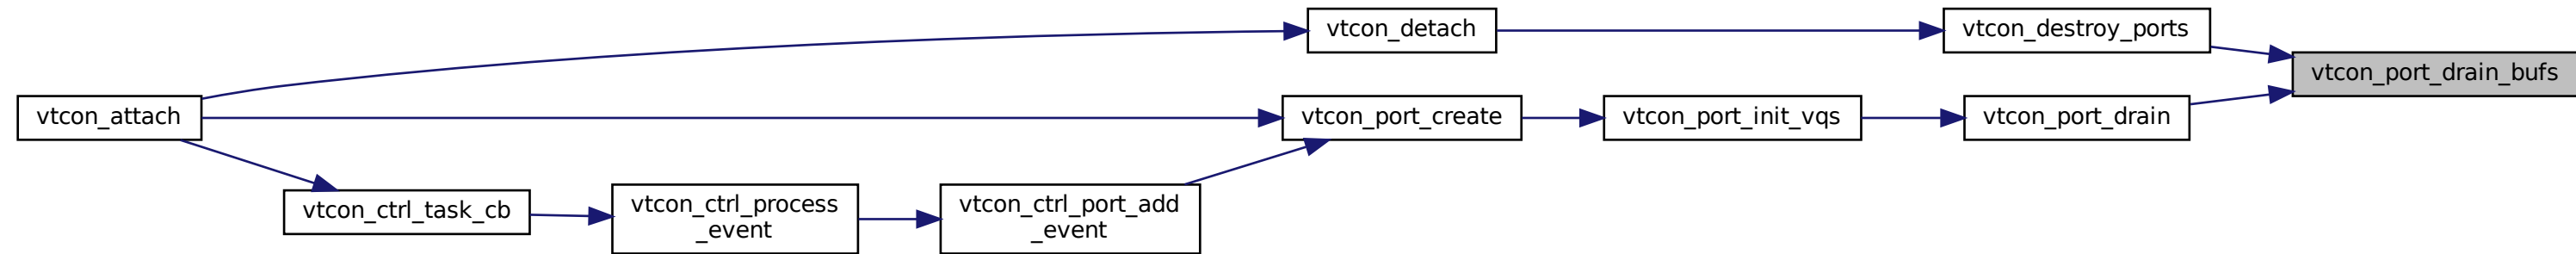 vtcon_detach
vtcon_destroy_ports
vtcon_port_drain_bufs
vtcon_attach
vtcon_port_create
vtcon_port_init_vqs
vtcon_port_drain
vtcon_ctrl_task_cb
vtcon_ctrl_process
_event
vtcon_ctrl_port_add
_event